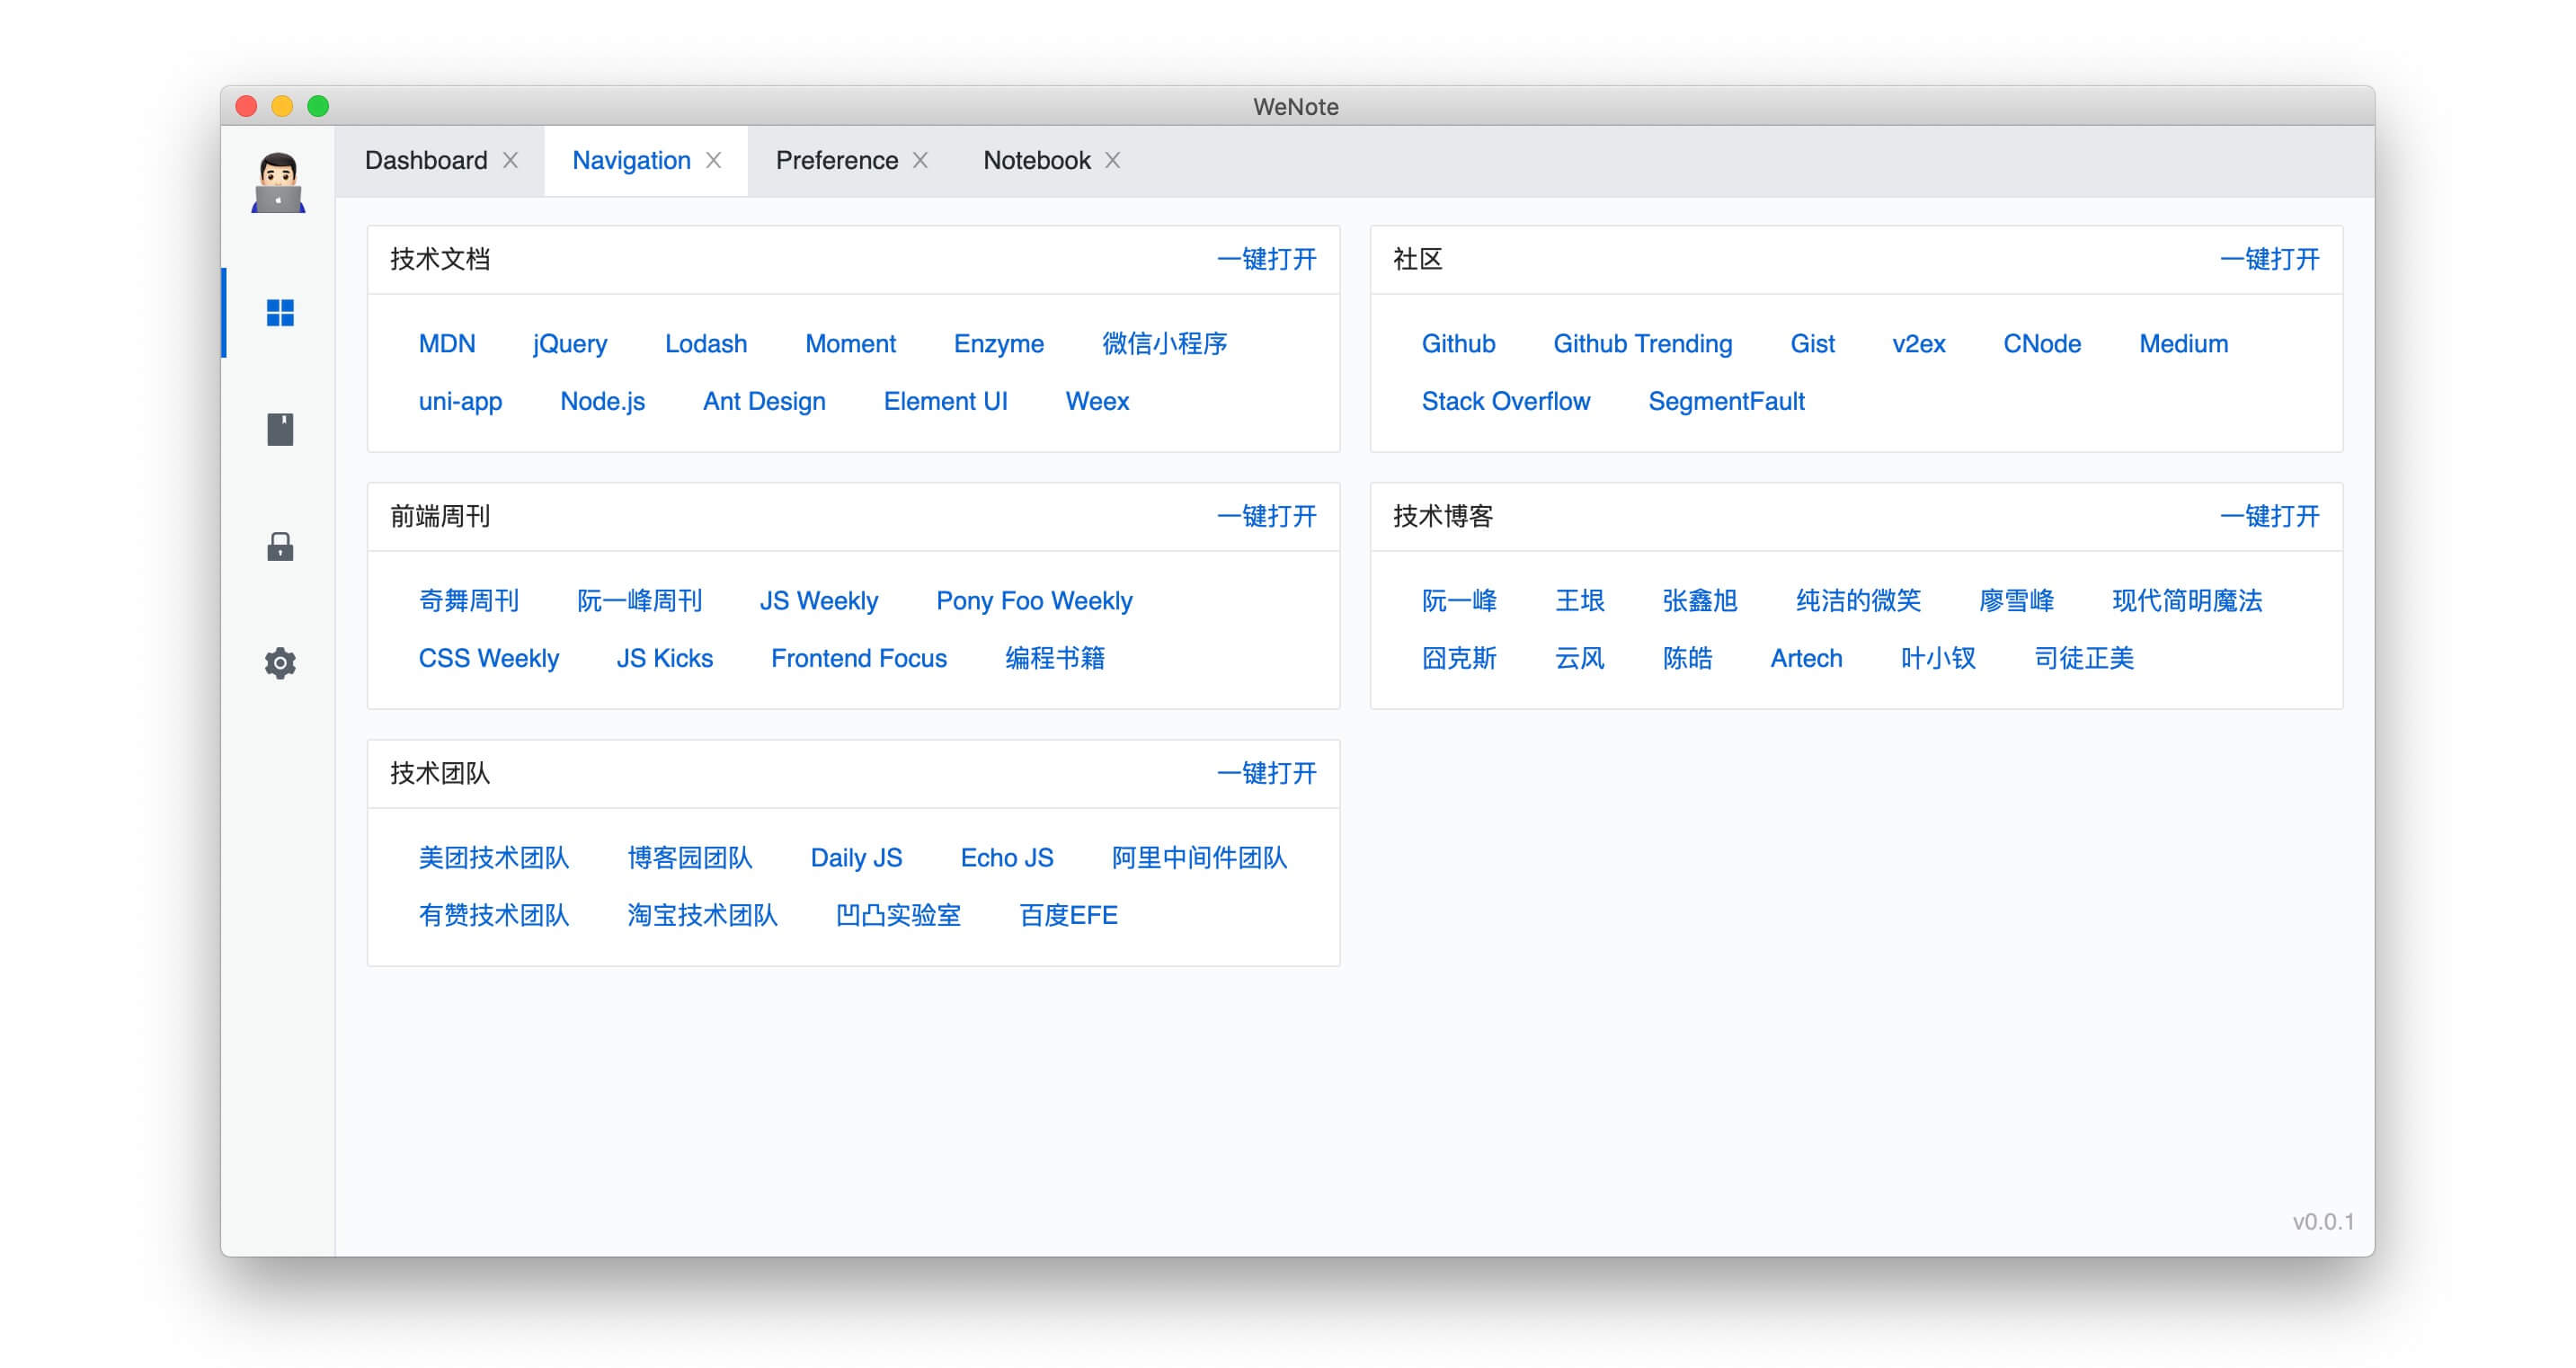 WeNote
Dashboard Navigation Preference Notebook
技术文档 一键打开
MDN jQuery Lodash Moment Enzyme 微信小程序
uni-app Node.js Ant Design Element UI Weex
社区 一键打开
Github Github Trending Gist v2ex CNode Medium
Stack Overflow SegmentFault
前端周刊 一键打开
奇舞周刊 阮一峰周刊 JS Weekly Pony Foo Weekly
CSS Weekly JS Kicks Frontend Focus 编程书籍
技术博客 一键打开
阮一峰 王垠 张鑫旭 纯洁的微笑 廖雪峰 现代简明魔法
囧克斯 云风 陈皓 Artech 叶小钗 司徒正美
技术团队 一键打开
美团技术团队 博客园团队 Daily JS Echo JS 阿里中间件团队
有赞技术团队 淘宝技术团队 凹凸实验室 百度EFE
v0.0.1